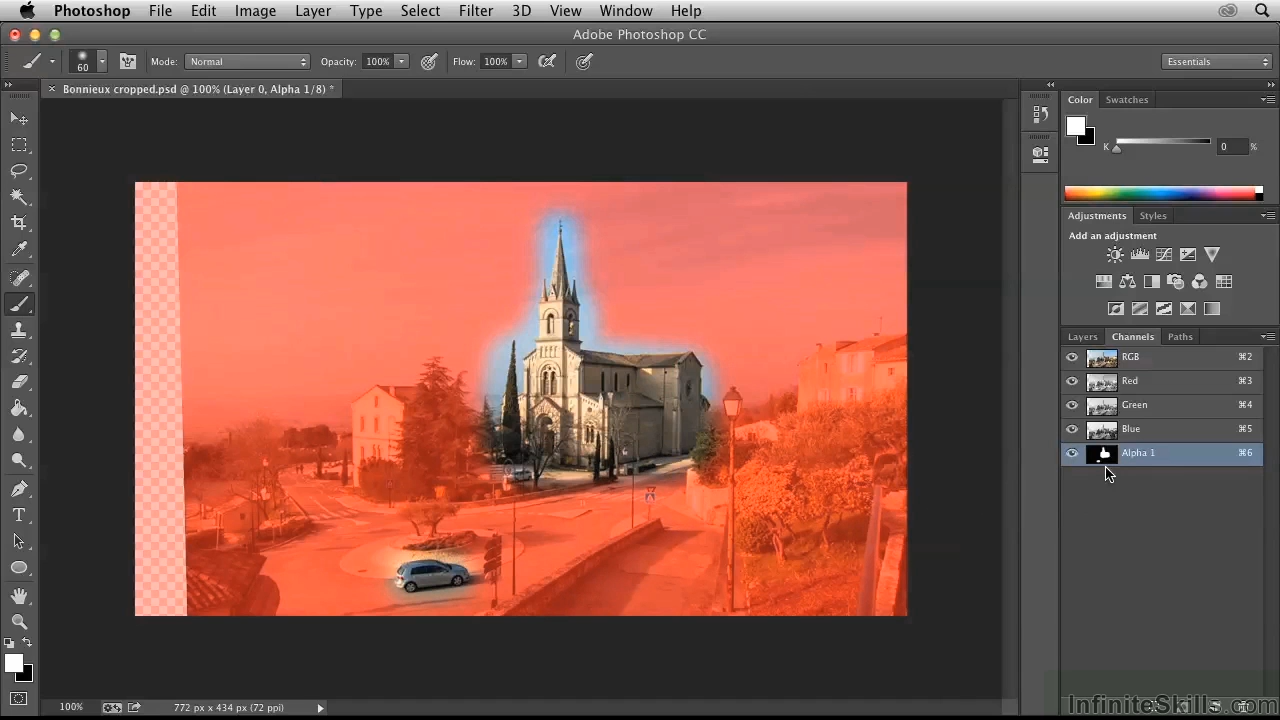 Photoshop File Edit Image Layer Type Select Filter 3D View Window Help
Adobe Photoshop CC
60 Mode: Normal Opacity: 100% Flow: 100% Essentials
× Bonnieux cropped.psd @ 100% (Layer 0, Alpha 1/8) *
Color Swatches
K 0 %
Adjustments Styles
Add an adjustment
Layers Channels Paths
RGB ⌘2
Red ⌘3
Green ⌘4
Blue ⌘5
Alpha 1 ⌘6
100% 772 px x 434 px (72 ppi)
InfiniteSkills.com